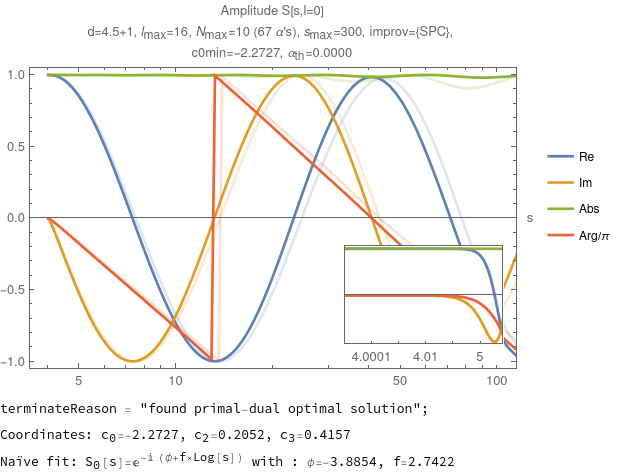 Amplitude S[s,l=0]
d=4.5+1, lmax=16, Nmax=10 (67 α's), smax=300, improv={SPC},
c0min=-2.2727, αth=0.0000
1.0
0.5
0.0
-0.5
-1.0
s
5
10
50
100
4.0001
4.01
5
Re
Im
Abs
Arg/π
terminateReason = "found primal-dual optimal solution";
Coordinates: c0=-2.2727, c2=0.2052, c3=0.4157
Naïve fit: S0[s]=e^-i (ϕ+f×Log[s]) with : ϕ=-3.8854, f=2.7422